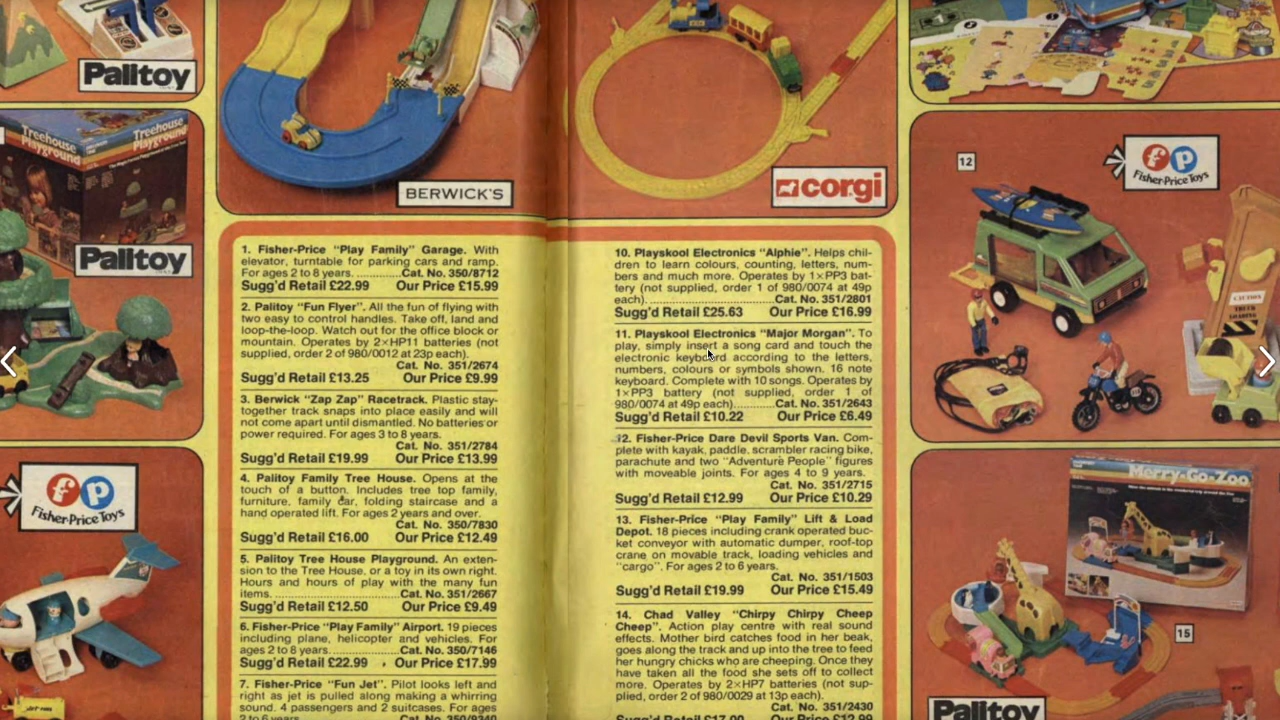 Palitoy
Treehouse
Playground
Treehouse
Playground
Palitoy
Fisher-Price Toys
BERWICK'S
1. Fisher-Price “Play Family” Garage. With
elevator, turntable for parking cars and ramp.
For ages 2 to 8 years. ............Cat. No. 350/8712
Sugg'd Retail £22.99 Our Price £15.99
2. Palitoy “Fun Flyer”. All the fun of flying with
two easy to control handles. Take off, land and
loop-the-loop. Watch out for the office block or
mountain. Operates by 2×HP11 batteries (not
supplied, order 2 of 980/0012 at 23p each).
Cat. No. 351/2674
Sugg'd Retail £13.25 Our Price £9.99
3. Berwick “Zap Zap” Racetrack. Plastic stay-
together track snaps into place easily and will
not come apart until dismantled. No batteries or
power required. For ages 3 to 8 years.
Cat. No. 351/2784
Sugg'd Retail £19.99 Our Price £13.99
4. Palitoy Family Tree House. Opens at the
touch of a button. Includes tree top family,
furniture, family car, folding staircase and a
hand operated lift. For ages 2 years and over.
Cat. No. 350/7830
Sugg'd Retail £16.00 Our Price £12.49
5. Palitoy Tree House Playground. An exten-
sion to the Tree House, or a toy in its own right.
Hours and hours of play with the many fun
items. ..............................Cat. No. 351/2667
Sugg'd Retail £12.50 Our Price £9.49
6. Fisher-Price “Play Family” Airport. 19 pieces
including plane, helicopter and vehicles. For
ages 2 to 8 years. ................Cat. No. 350/7146
Sugg'd Retail £22.99 Our Price £17.99
7. Fisher-Price “Fun Jet”. Pilot looks left and
right as jet is pulled along making a whirring
sound. 4 passengers and 2 suitcases. For ages
2 to 6 years. Cat. No. 350/9340
corgi
10. Playskool Electronics “Alphie”. Helps chil-
dren to learn colours, counting, letters, num-
bers and much more. Operates by 1×PP3 bat-
tery (not supplied, order 1 of 980/0074 at 49p
each). ..............................Cat. No. 351/2801
Sugg'd Retail £25.63 Our Price £16.99
11. Playskool Electronics “Major Morgan”. To
play, simply insert a song card and touch the
electronic keyboard according to the letters,
numbers, colours or symbols shown. 16 note
keyboard. Complete with 10 songs. Operates by
1×PP3 battery (not supplied, order 1 of
980/0074 at 49p each)...........Cat. No. 351/2643
Sugg'd Retail £10.22 Our Price £6.49
12. Fisher-Price Dare Devil Sports Van. Com-
plete with kayak, paddle, scrambler racing bike,
parachute and two “Adventure People” figures
with moveable joints. For ages 4 to 9 years.
Cat. No. 351/2715
Sugg'd Retail £12.99 Our Price £10.29
13. Fisher-Price “Play Family” Lift & Load
Depot. 18 pieces including crank operated buc-
ket conveyor with automatic dumper, roof-top
crane on movable track, loading vehicles and
“cargo”. For ages 2 to 6 years.
Cat. No. 351/1503
Sugg'd Retail £19.99 Our Price £15.49
14. Chad Valley “Chirpy Chirpy Cheep
Cheep”. Action play centre with real sound
effects. Mother bird catches food in her beak,
goes along the track and up into the tree to feed
her hungry chicks who are cheeping. Once they
have taken all the food she sets off to collect
more. Operates by 2×HP7 batteries (not sup-
plied, order 2 of 980/0029 at 13p each).
Cat. No. 351/2430
Sugg'd Retail £17.00 Our Price £12.99
12
fp
Fisher-Price Toys
CAUTION
TRUCK
LOADING
Merry-Go-Zoo
15
Palitoy